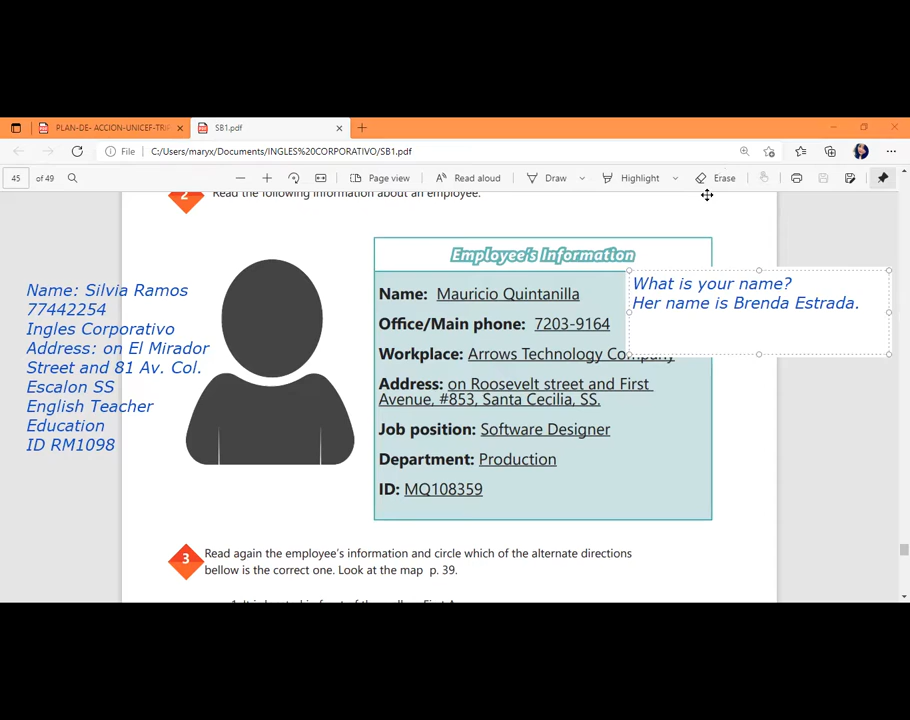 PLAN-DE- ACCION-UNICEF-TRI
SB1.pdf
File
C:/Users/maryx/Documents/INGLES%20CORPORATIVO/SB1.pdf
45 of 49
Page view
Read aloud
Draw
Highlight
Erase
2 Read the following information about an employee.
Employee's Information
Name: Mauricio Quintanilla
Office/Main phone: 7203-9164
Workplace: Arrows Technology Company
Address: on Roosevelt street and First
Avenue, #853, Santa Cecilia, SS.
Job position: Software Designer
Department: Production
ID: MQ108359
What is your name?
Her name is Brenda Estrada.
Name: Silvia Ramos
77442254
Ingles Corporativo
Address: on El Mirador
Street and 81 Av. Col.
Escalon SS
English Teacher
Education
ID RM1098
3 Read again the employee's information and circle which of the alternate directions
bellow is the correct one. Look at the map p. 39.